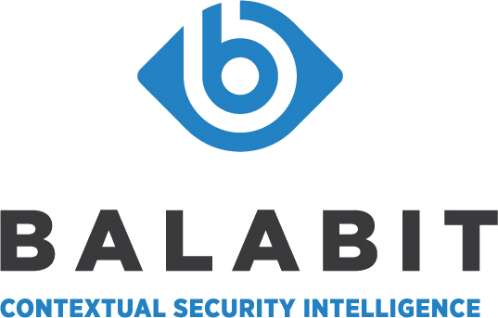 b
BALABIT
CONTEXTUAL SECURITY INTELLIGENCE